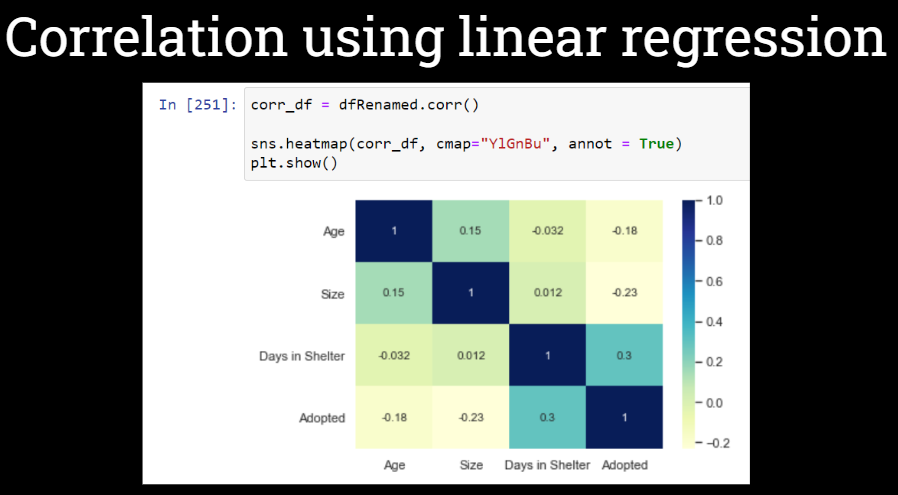 Correlation using linear regression
In [251]: corr_df = dfRenamed.corr()
sns.heatmap(corr_df, cmap="YlGnBu", annot = True)
plt.show()
Age 1 0.15 -0.032 -0.18
Size 0.15 1 0.012 -0.23
Days in Shelter -0.032 0.012 1 0.3
Adopted -0.18 -0.23 0.3 1
Age Size Days in Shelter Adopted
1.0
0.8
0.6
0.4
0.2
0.0
-0.2